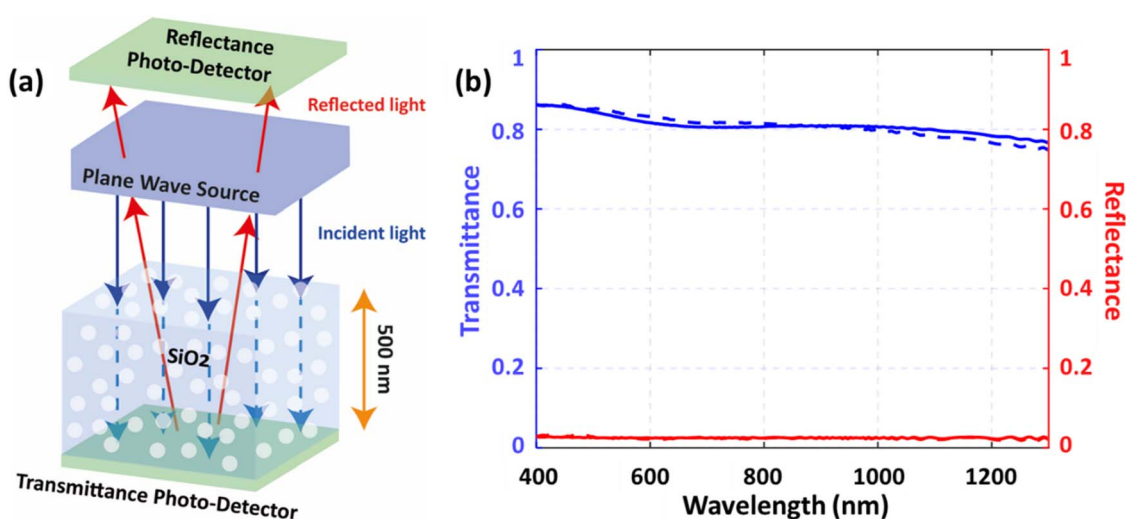 (a)
Reflectance
Photo-Detector
Reflected light
Plane Wave Source
Incident light
SiO2
500 nm
Transmittance Photo-Detector
(b)
Transmittance
1
0.8
0.6
0.4
0.2
0
400
600
800
1000
1200
Wavelength (nm)
1
0.8
0.6
0.4
0.2
0
Reflectance